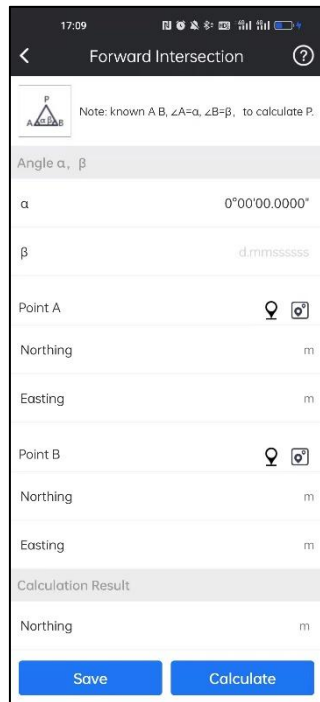 17:09
Forward Intersection
Note: known A B, ∠A=α, ∠B=β, to calculate P.
P
A α β B
Angle α, β
α 0°00'00.0000"
β d.mmssssss
Point A
Northing m
Easting m
Point B
Northing m
Easting m
Calculation Result
Northing m
Save Calculate